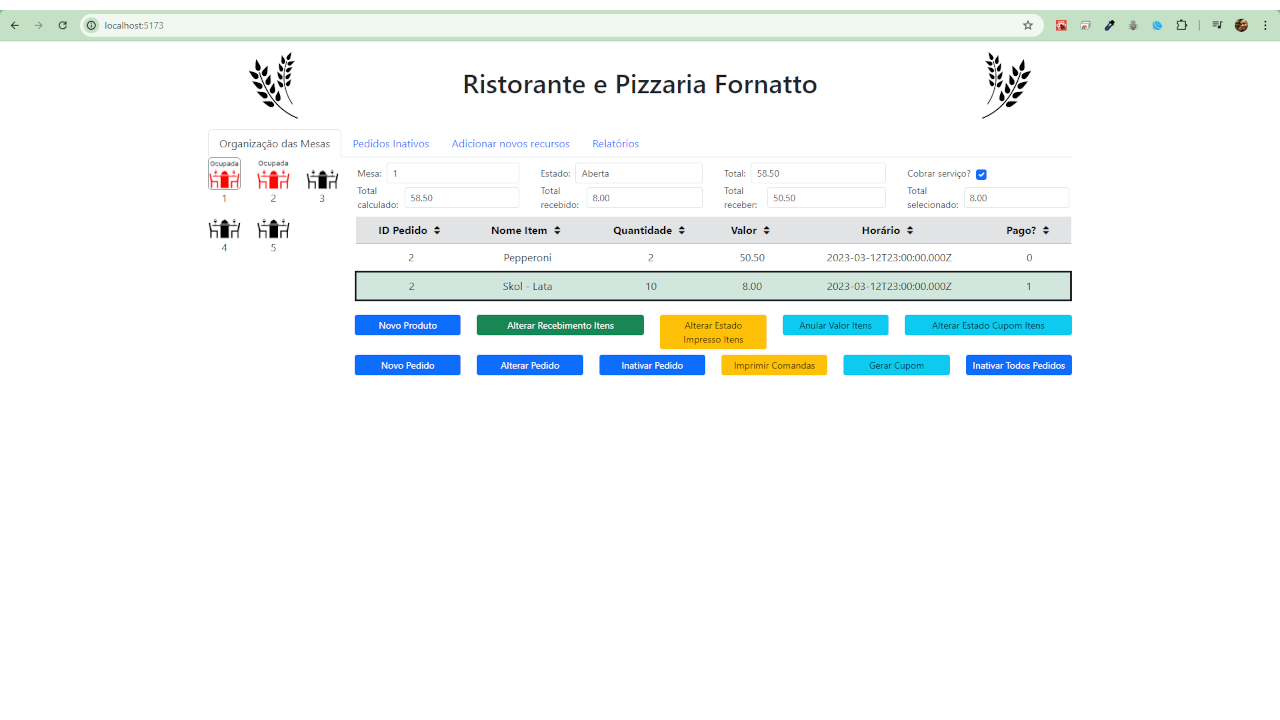 localhost:5173
Ristorante e Pizzaria Fornatto
Organização das Mesas Pedidos Inativos Adicionar novos recursos Relatórios
Ocupada Ocupada
1 2 3
4 5
Mesa: 1 Estado: Aberta Total: 58.50 Cobrar serviço?
Total calculado: 58.50 Total recebido: 8.00 Total receber: 50.50 Total selecionado: 8.00
ID Pedido Nome Item Quantidade Valor Horário Pago?
2 Pepperoni 2 50.50 2023-03-12T23:00:00.000Z 0
2 Skol - Lata 10 8.00 2023-03-12T23:00:00.000Z 1
Novo Produto Alterar Recebimento Itens Alterar Estado Impresso Itens Anular Valor Itens Alterar Estado Cupom Itens
Novo Pedido Alterar Pedido Inativar Pedido Imprimir Comandas Gerar Cupom Inativar Todos Pedidos